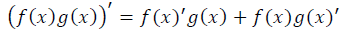 (f(x)g(x))′ = f(x)′g(x) + f(x)g(x)′